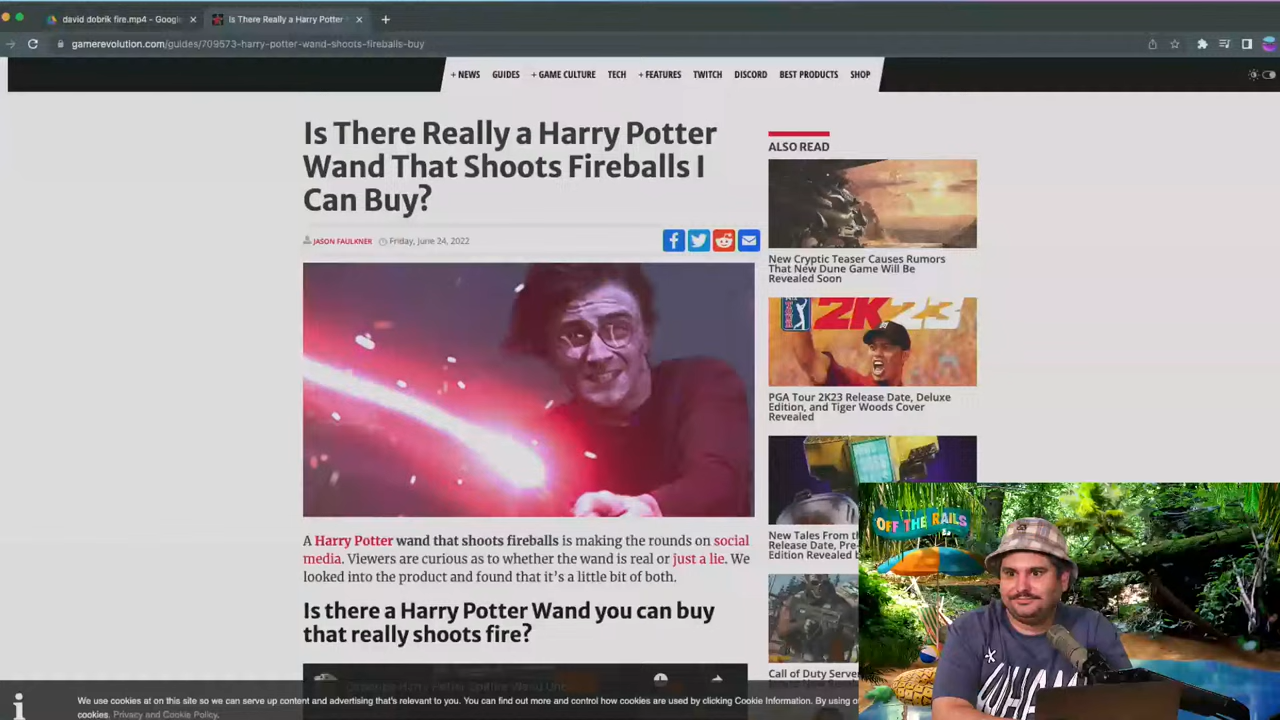 david dobrik fire.mp4 - Google
Is There Really a Harry Potter
gamerevolution.com/guides/709573-harry-potter-wand-shoots-fireballs-buy
+ NEWS GUIDES + GAME CULTURE TECH + FEATURES TWITCH DISCORD BEST PRODUCTS SHOP
Is There Really a Harry Potter
Wand That Shoots Fireballs I
Can Buy?
JASON FAULKNER Friday, June 24, 2022
A Harry Potter wand that shoots fireballs is making the rounds on social
media. Viewers are curious as to whether the wand is real or just a lie. We
looked into the product and found that it's a little bit of both.
Is there a Harry Potter Wand you can buy
that really shoots fire?
ALSO READ
New Cryptic Teaser Causes Rumors
That New Dune Game Will Be
Revealed Soon
PGA TOUR
2K23
PGA Tour 2K23 Release Date, Deluxe
Edition, and Tiger Woods Cover
Revealed
New Tales From th
Release Date, Pre-
Edition Revealed b
Call of Duty Server
OFF THE RAILS
We use cookies at on this site so we can serve up content and advertising that's relevant to you. You can find out more and control how cookies are used by clicking Cookie Information. By using o
cookies. Privacy and Cookie Policy.